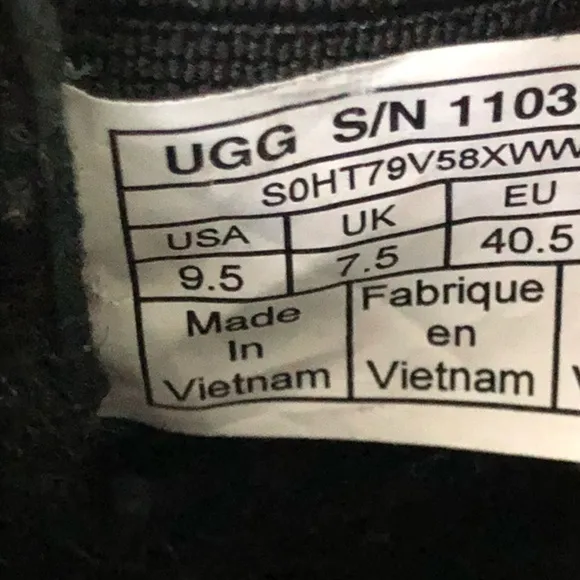 UGG S/N 1103
S0HT79V58XWW
USA UK EU
9.5 7.5 40.5
Made In Vietnam
Fabrique en Vietnam